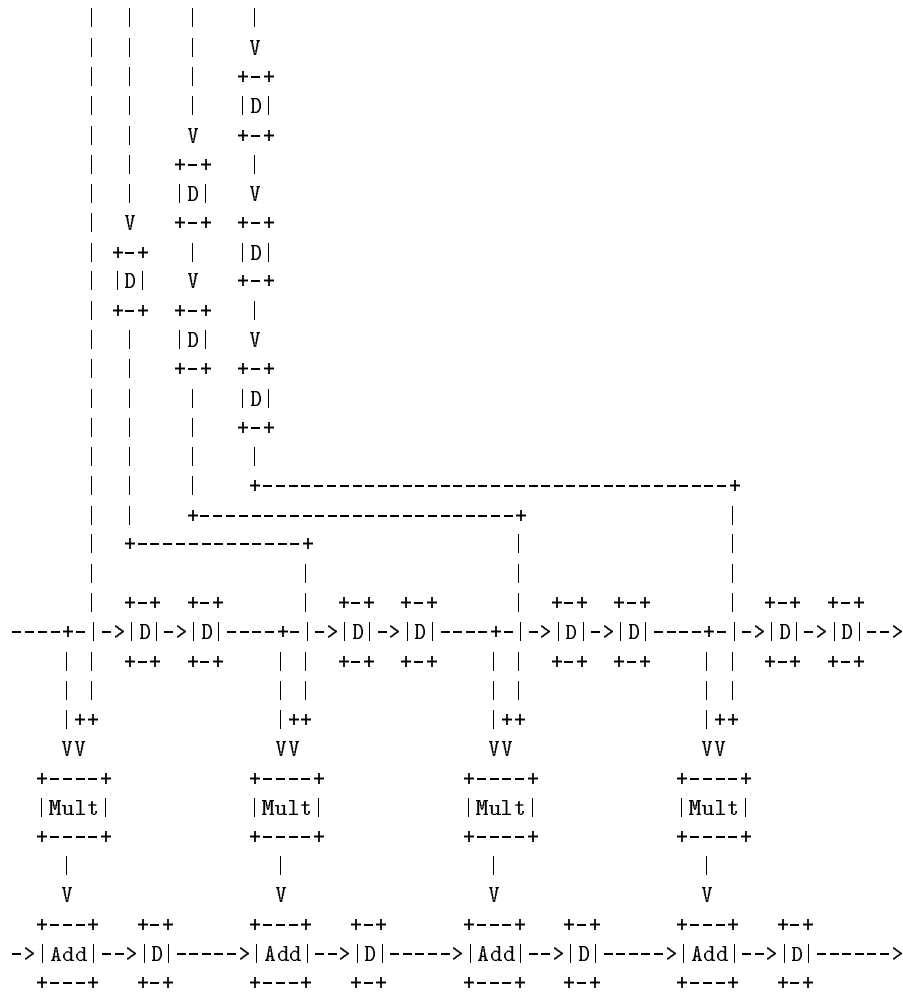 |  |    |    |
      |  |    |    V
      |  |    |   +-+
      |  |    |   |D|
      |  |    V   +-+
      |  |   +-+   |
      |  |   |D|   V
      |  V   +-+  +-+
      | +-+   |   |D|
      | |D|   V   +-+
      | +-+  +-+   |
      |  |   |D|   V
      |  |   +-+  +-+
      |  |    |   |D|
      |  |    |   +-+
      |  |    |    |
      |  |    |    +-------------------------------------+
      |  |    +-------------------------+                |
      |  +-------------+                |                |
      |                |                |                |
      |  +-+  +-+      |  +-+  +-+      |  +-+  +-+      |  +-+  +-+
----+-|->|D|->|D|----+-|->|D|->|D|----+-|->|D|->|D|----+-|->|D|->|D|-->
    | |  +-+  +-+    | |  +-+  +-+    | |  +-+  +-+    | |  +-+  +-+
    | |              | |              | |              | |
    |++              |++              |++              |++
    VV               VV               VV               VV
  +----+           +----+           +----+           +----+
  |Mult|           |Mult|           |Mult|           |Mult|
  +----+           +----+           +----+           +----+
    |                |                |                |
    V                V                V                V
  +---+   +-+      +---+   +-+      +---+   +-+      +---+   +-+
->|Add|-->|D|----->|Add|-->|D|----->|Add|-->|D|----->|Add|-->|D|------>
  +---+   +-+      +---+   +-+      +---+   +-+      +---+   +-+